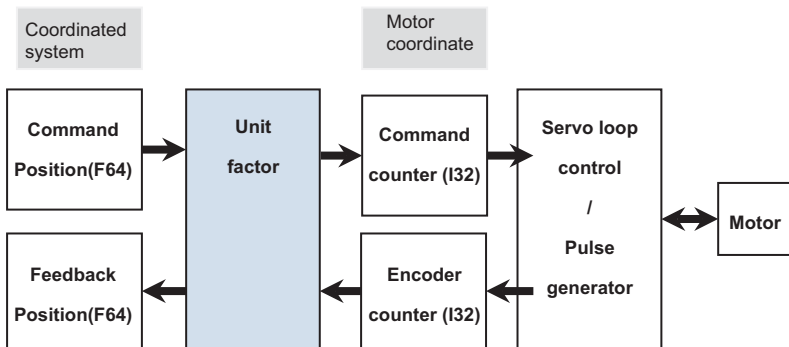 Coordinated
system
Motor
coordinate
Command
Position(F64)
Unit
factor
Command
counter (I32)
Servo loop
control
/
Pulse
generator
Motor
Feedback
Position(F64)
Encoder
counter (I32)